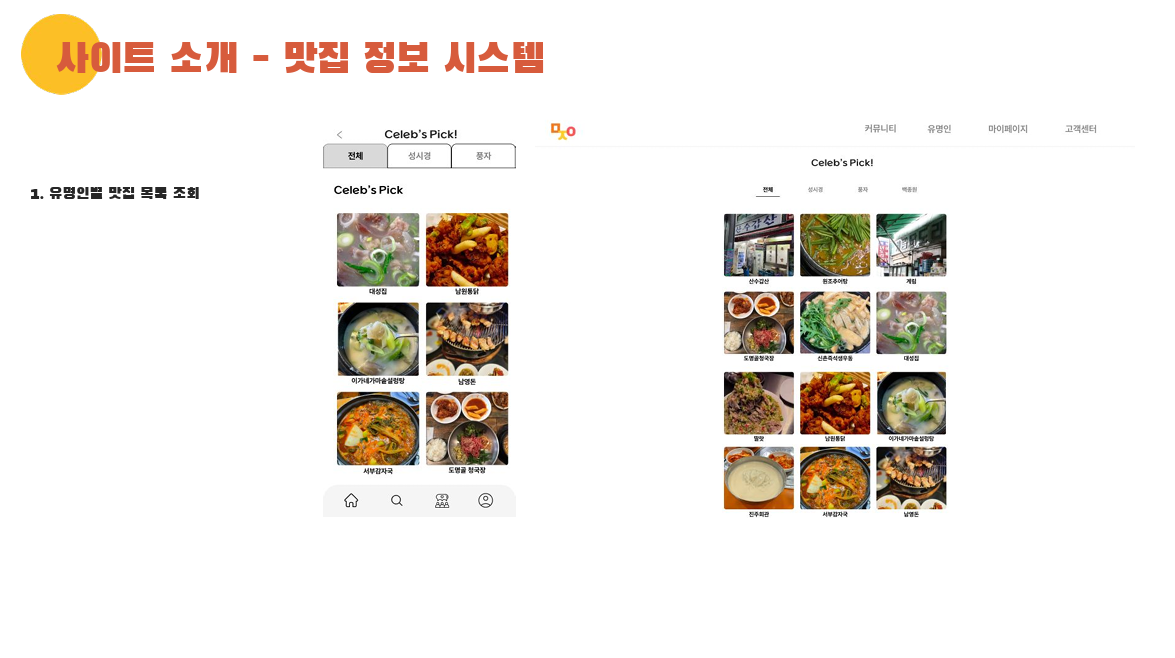 사이트 소개 - 맛집 정보 시스템
1. 유명인별 맛집 목록 조회
Celeb's Pick!
전체 성시경 풍자
Celeb's Pick
대성집 남원통닭
이가네가마솥설렁탕 남영돈
서부감자국 도명골 청국장
커뮤니티 유명인 마이페이지 고객센터
Celeb's Pick!
전체 성시경 풍자 백종원
산수갑산 원조추어탕 계림
도명골청국장 신촌즉석생우동 대성집
말랏 남원통닭 이가네가마솥설렁탕
진주회관 서부감자국 남영돈